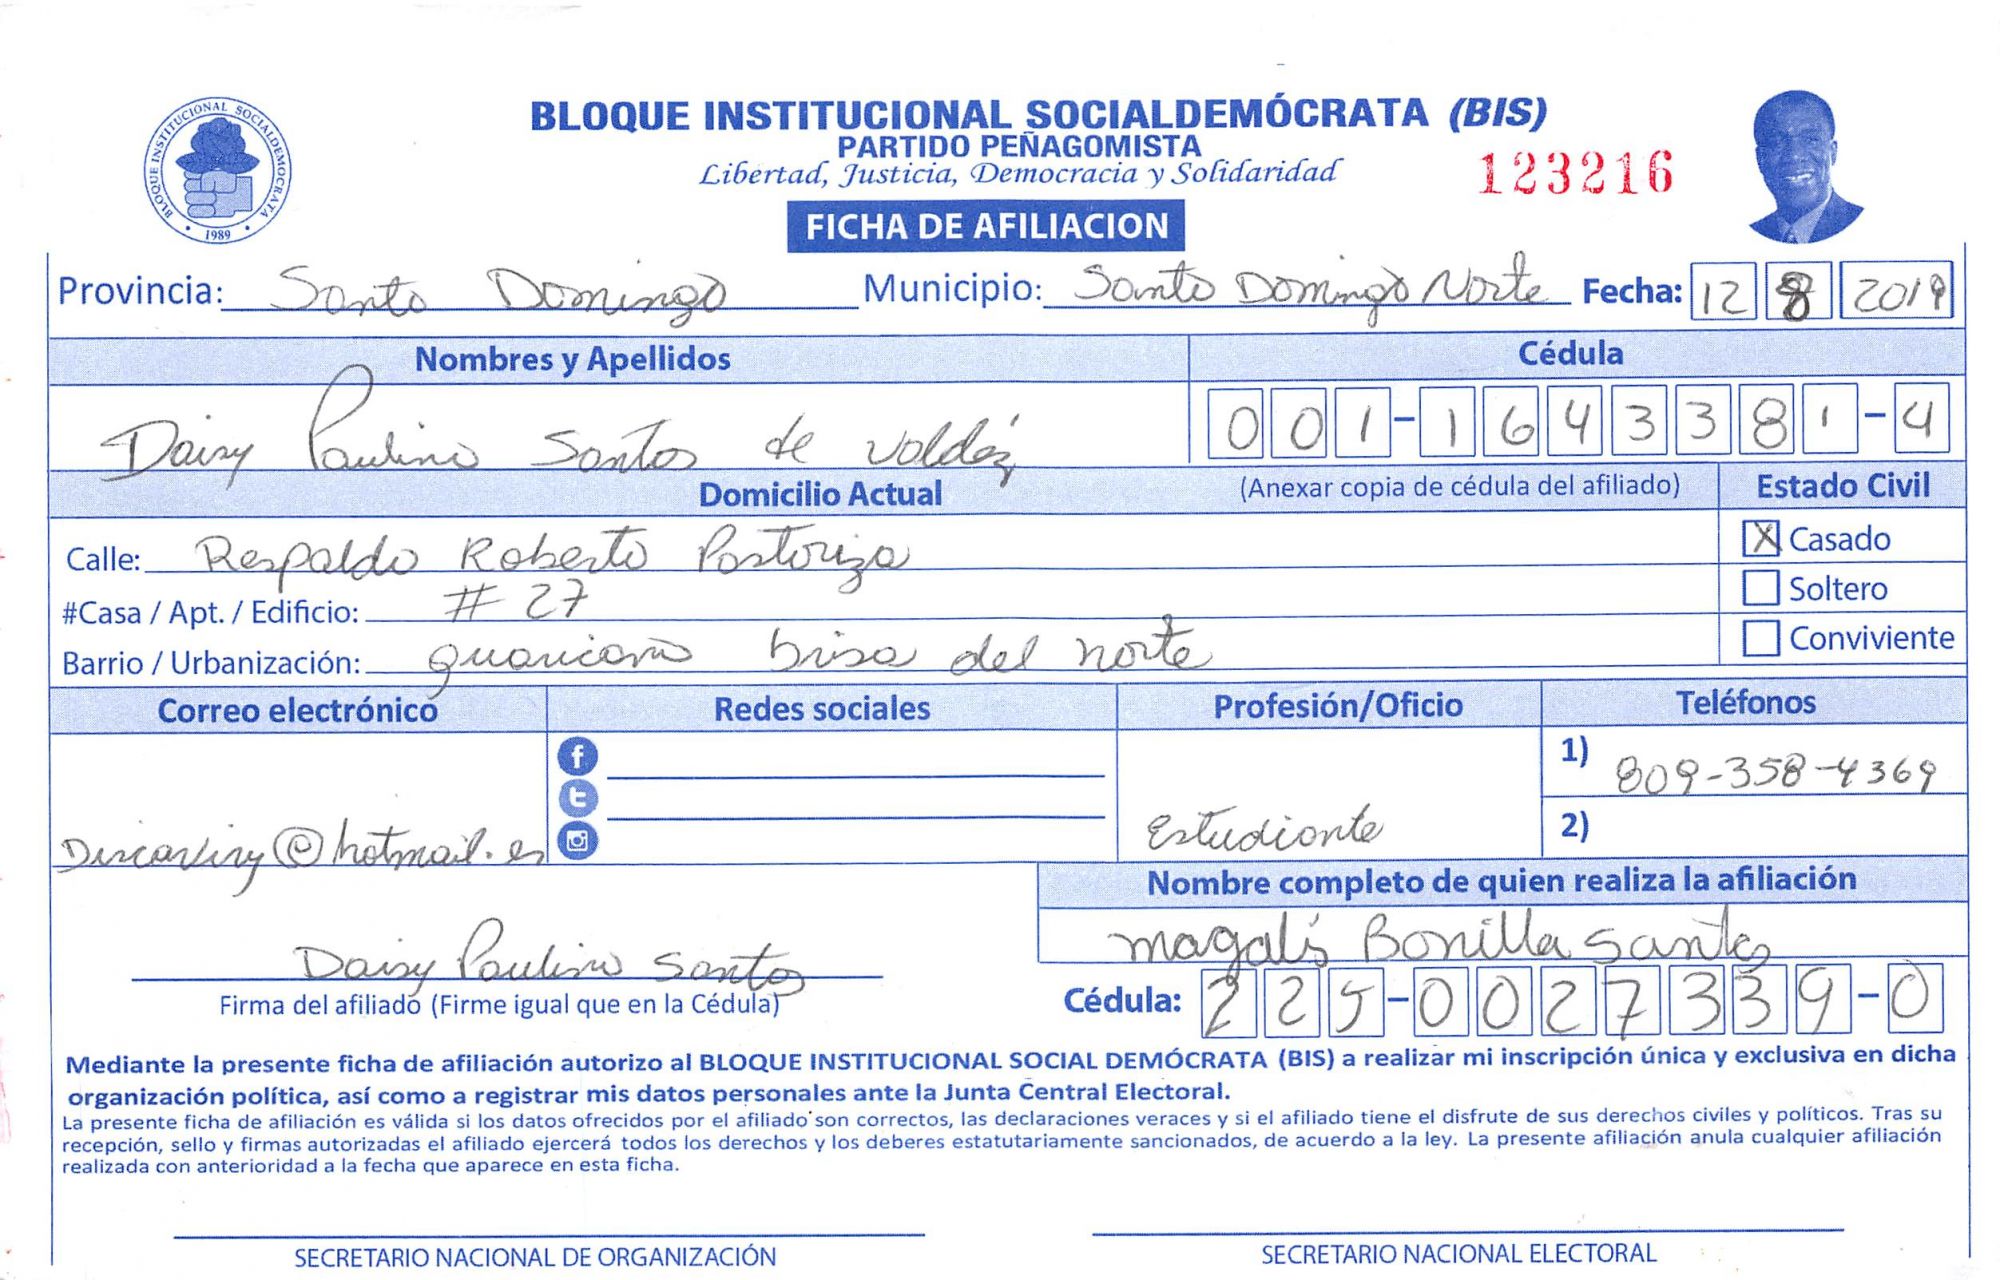 BLOQUE INSTITUCIONAL SOCIALDEMOCRATA
1989
BLOQUE INSTITUCIONAL SOCIALDEMÓCRATA (BIS)
PARTIDO PEÑAGOMISTA
Libertad, Justicia, Democracia y Solidaridad
123216
FICHA DE AFILIACION
Provincia: Santo Domingo Municipio: Santo Domingo Norte Fecha: 12 8 2019
Nombres y Apellidos Cédula
Daisy Paulino Santos de Valdéz 001-1643381-4
Domicilio Actual (Anexar copia de cédula del afiliado) Estado Civil
Calle: Respaldo Roberto Pastoriza X Casado
#Casa / Apt. / Edificio: # 27 Soltero
Barrio / Urbanización: guaricano brisa del norte Conviviente
Correo electrónico Redes sociales Profesión/Oficio Teléfonos
1) 809-358-4369
2)
@hotmail.es Estudiante
Nombre completo de quien realiza la afiliación
Magalis Bonilla Santos
Daisy Paulino Santos
Firma del afiliado (Firme igual que en la Cédula) Cédula: 225-0027339-0
Mediante la presente ficha de afiliación autorizo al BLOQUE INSTITUCIONAL SOCIAL DEMÓCRATA (BIS) a realizar mi inscripción única y exclusiva en dicha
organización política, así como a registrar mis datos personales ante la Junta Central Electoral.
La presente ficha de afiliación es válida si los datos ofrecidos por el afiliado son correctos, las declaraciones veraces y si el afiliado tiene el disfrute de sus derechos civiles y políticos. Tras su
recepción, sello y firmas autorizadas el afiliado ejercerá todos los derechos y los deberes estatutariamente sancionados, de acuerdo a la ley. La presente afiliación anula cualquier afiliación
realizada con anterioridad a la fecha que aparece en esta ficha.
SECRETARIO NACIONAL DE ORGANIZACIÓN SECRETARIO NACIONAL ELECTORAL